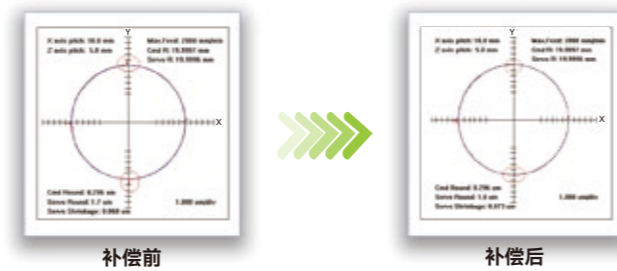 X axis pitch: 10.0 mm
Z axis pitch: 5.0 mm
Max.Feed: 2000 mm/min
Cmd R: 19.9997 mm
Servo R: 19.9996 mm
Y
X
Cmd Round: 0.296 um
Servo Round: 1.7 um
Servo Shrinkage: 0.068 um
1.000 um/div
补偿前
X axis pitch: 10.0 mm
Z axis pitch: 5.0 mm
Max.Feed: 2000 mm/min
Cmd R: 19.9997 mm
Servo R: 19.9996 mm
Y
X
Cmd Round: 0.296 um
Servo Round: 1.0 um
Servo Shrinkage: 0.073 um
1.000 um/div
补偿后